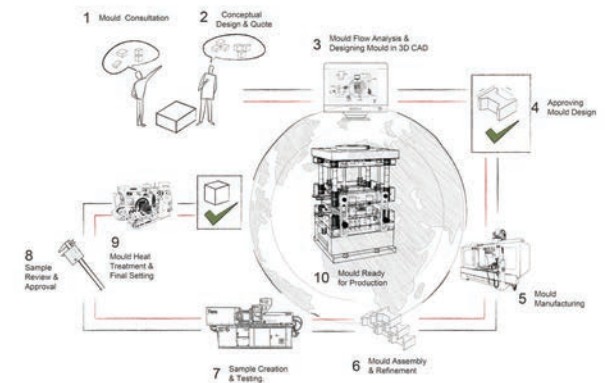 1 Mould Consultation
2 Conceptual
Design & Quote
3 Mould Flow Analysis &
Designing Mould in 3D CAD
4 Approving
Mould Design
5 Mould
Manufacturing
6 Mould Assembly
& Refinement
7 Sample Creation
& Testing.
8
Sample
Review &
Approval
9
Mould Heat
Treatment &
Final Setting
10 Mould Ready
for Production